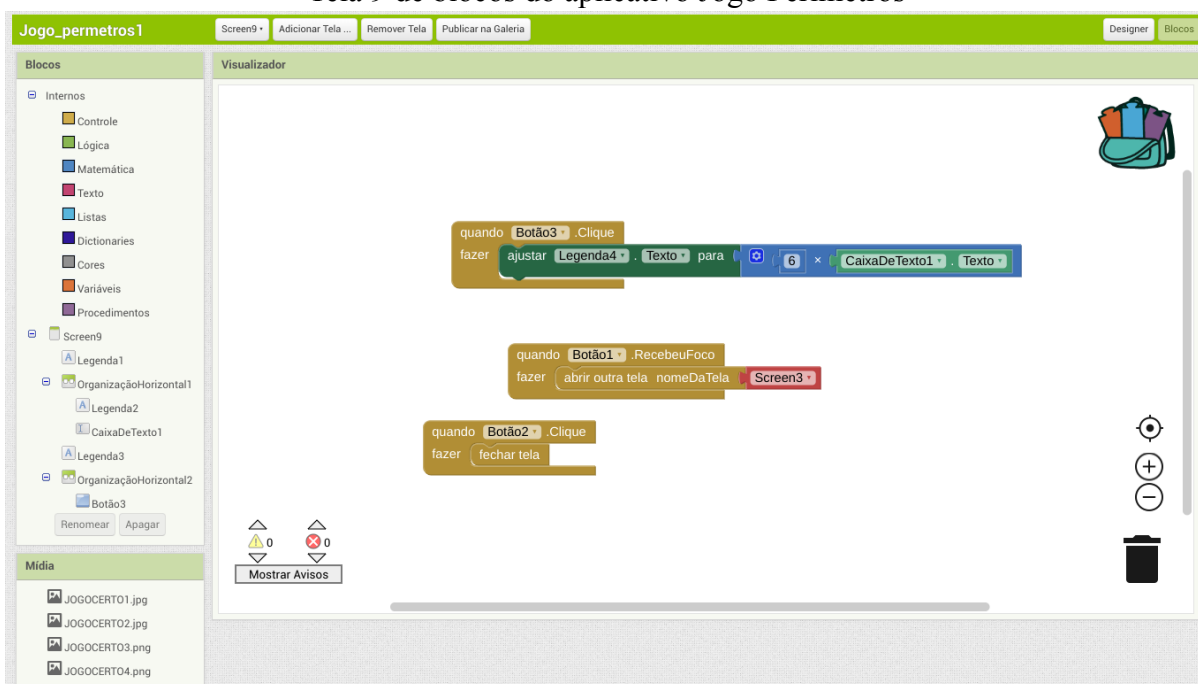 Tela 9 de blocos do aplicativo Jogo Perímetros
Jogo_permetros1
Screen9
Adicionar Tela ...
Remover Tela
Publicar na Galeria
Designer
Blocos
Blocos
Visualizador
Internos
Controle
Lógica
Matemática
Texto
Listas
Dictionaries
Cores
Variáveis
Procedimentos
Screen9
Legenda1
OrganizaçãoHorizontal1
Legenda2
CaixaDeTexto1
Legenda3
OrganizaçãoHorizontal2
Botão3
Renomear
Apagar
Mídia
JOGOCERTO1.jpg
JOGOCERTO2.jpg
JOGOCERTO3.png
JOGOCERTO4.png
quando Botão3 .Clique
fazer ajustar Legenda4 . Texto para 6 × CaixaDeTexto1 . Texto
quando Botão1 .RecebeuFoco
fazer abrir outra tela nomeDaTela Screen3
quando Botão2 .Clique
fazer fechar tela
0
0
Mostrar Avisos